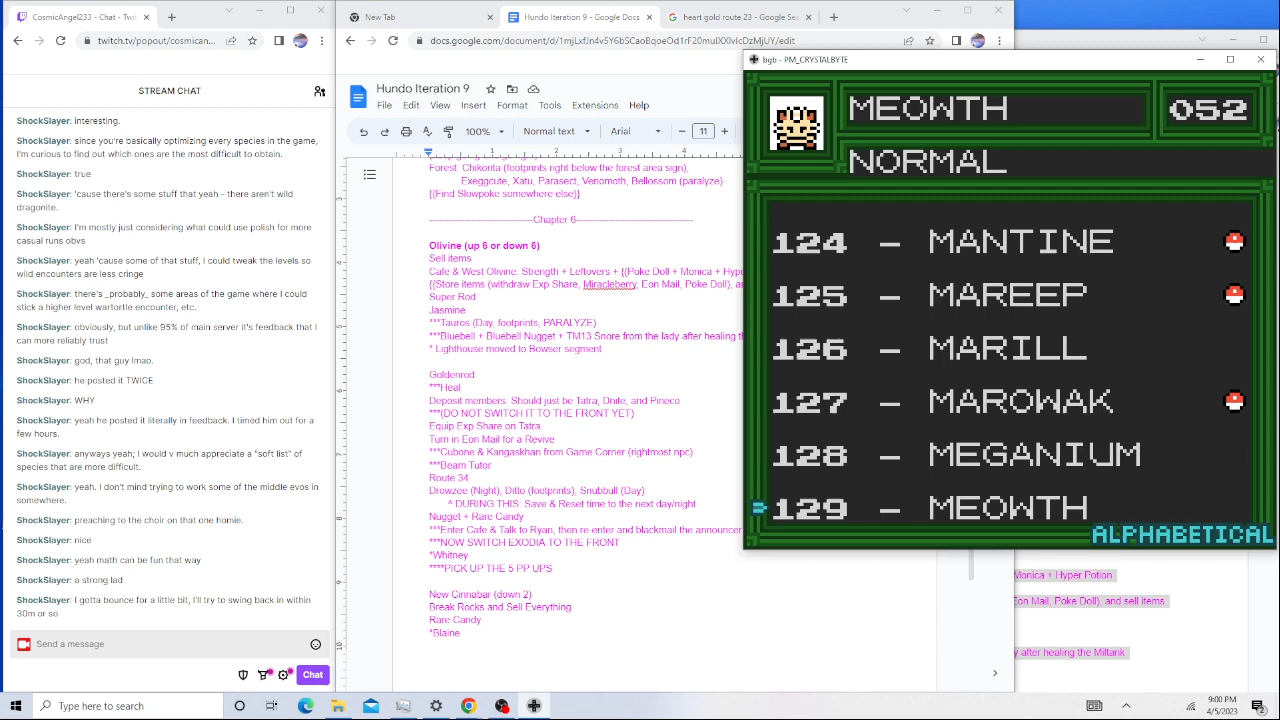 CosmicAngel233 - Chat - Twi
twitch.tv/popout/cosmican...
STREAM CHAT
ShockSlayer: interesting.
ShockSlayer: since you're basically optimizing every species in the game,
I'm curious to find out which ones are the most difficult to obtain.
ShockSlayer: true
ShockSlayer: 'cause there's some stuff that yeah - there aren't wild
dragonite.
ShockSlayer: I'm mostly just considering what could use polish for more
casual runs obvs
ShockSlayer: yeah 'cause some of that stuff, I could tweak the levels so
wild encounters are less cringe
ShockSlayer: there's _probably_ some areas of the game where I could
stick a higher level wartortle encounter, etc.
ShockSlayer: obviously, but unlike 95% of main server it's feedback that I
can more reliably trust
ShockSlayer: god, that guy lmao.
ShockSlayer: he posted it TWICE
ShockSlayer: WHY
ShockSlayer: yeah he posted it literally in feedback. I timed him out for a
few hours.
ShockSlayer: anyways yeah; I would v much appreciate a "soft list" of
species that are more difficult.
ShockSlayer: yeah. I don't mind trying to work some of the middle evos in
somewhere.
ShockSlayer: preaching to the choir on that one homie.
ShockSlayer: nice
ShockSlayer: yeah math can be fun that way
ShockSlayer: a strong lad
ShockSlayer: I gotta bounce for a little bit, I'll try to swing back in within
30m or so
Send a message
Chat
New Tab
Hundo Iteration 9 - Google Docs
heart gold route 23 - Google Sea
Hundo Iteration 9
File Edit View Insert Format Tools Extensions Help
100% Normal text Arial 11
Forest: Chikorita (footprints right below the forest area sign),
Exeggcute, Xatu, Parasect, Venomoth, Bellossom (paralyze)
{{Find Slowpoke somewhere else}}
Chapter 6
Olivine (up 6 or down 6)
Sell items
Cafe & West Olivine: Strength + Leftovers + {{Poke Doll + Monica + Hype
{{Store items (withdraw Exp Share, Miracleberry, Eon Mail, Poke Doll), an
Super Rod
Jasmine
***Tauros (Day, footprints, PARALYZE)
***Bluebell + Bluebell Nugget + TM13 Snore from the lady after healing th
* Lighthouse moved to Bowser segment
Goldenrod
***Heal
Deposit members. Should just be Tatra, Dnite, and Pineco.
***(DO NOT SWITCH IT TO THE FRONT YET)
Equip Exp Share on Tatra
Turn in Eon Mail for a Revive
***Cubone & Kangaskhan from Game Corner (rightmost npc)
***Beam Tutor
Route 34
Drowzee (Night), Ditto (footprints), Snubbull (Day)
^ DURING THIS: Save & Reset time to the next day/night
Nugget + Rare Candy
***Enter Cafe & Talk to Ryan, then re-enter and blackmail the announcer
***NOW SWITCH EXODIA TO THE FRONT
*Whitney
****PICK UP THE 5 PP UPS
New Cinnabar (down 2)
Break Rocks and Sell Everything
Rare Candy
*Blaine
bgb - PM_CRYSTALBYTE
MEOWTH 052
NORMAL
124 - MANTINE
125 - MAREEP
126 - MARILL
127 - MAROWAK
128 - MEGANIUM
129 - MEOWTH
ALPHABETICAL
Monica + Hyper Potion
Eon Mail, Poke Doll), and sell items
y after healing the Miltank
Type here to search
9:00 PM
4/5/2023